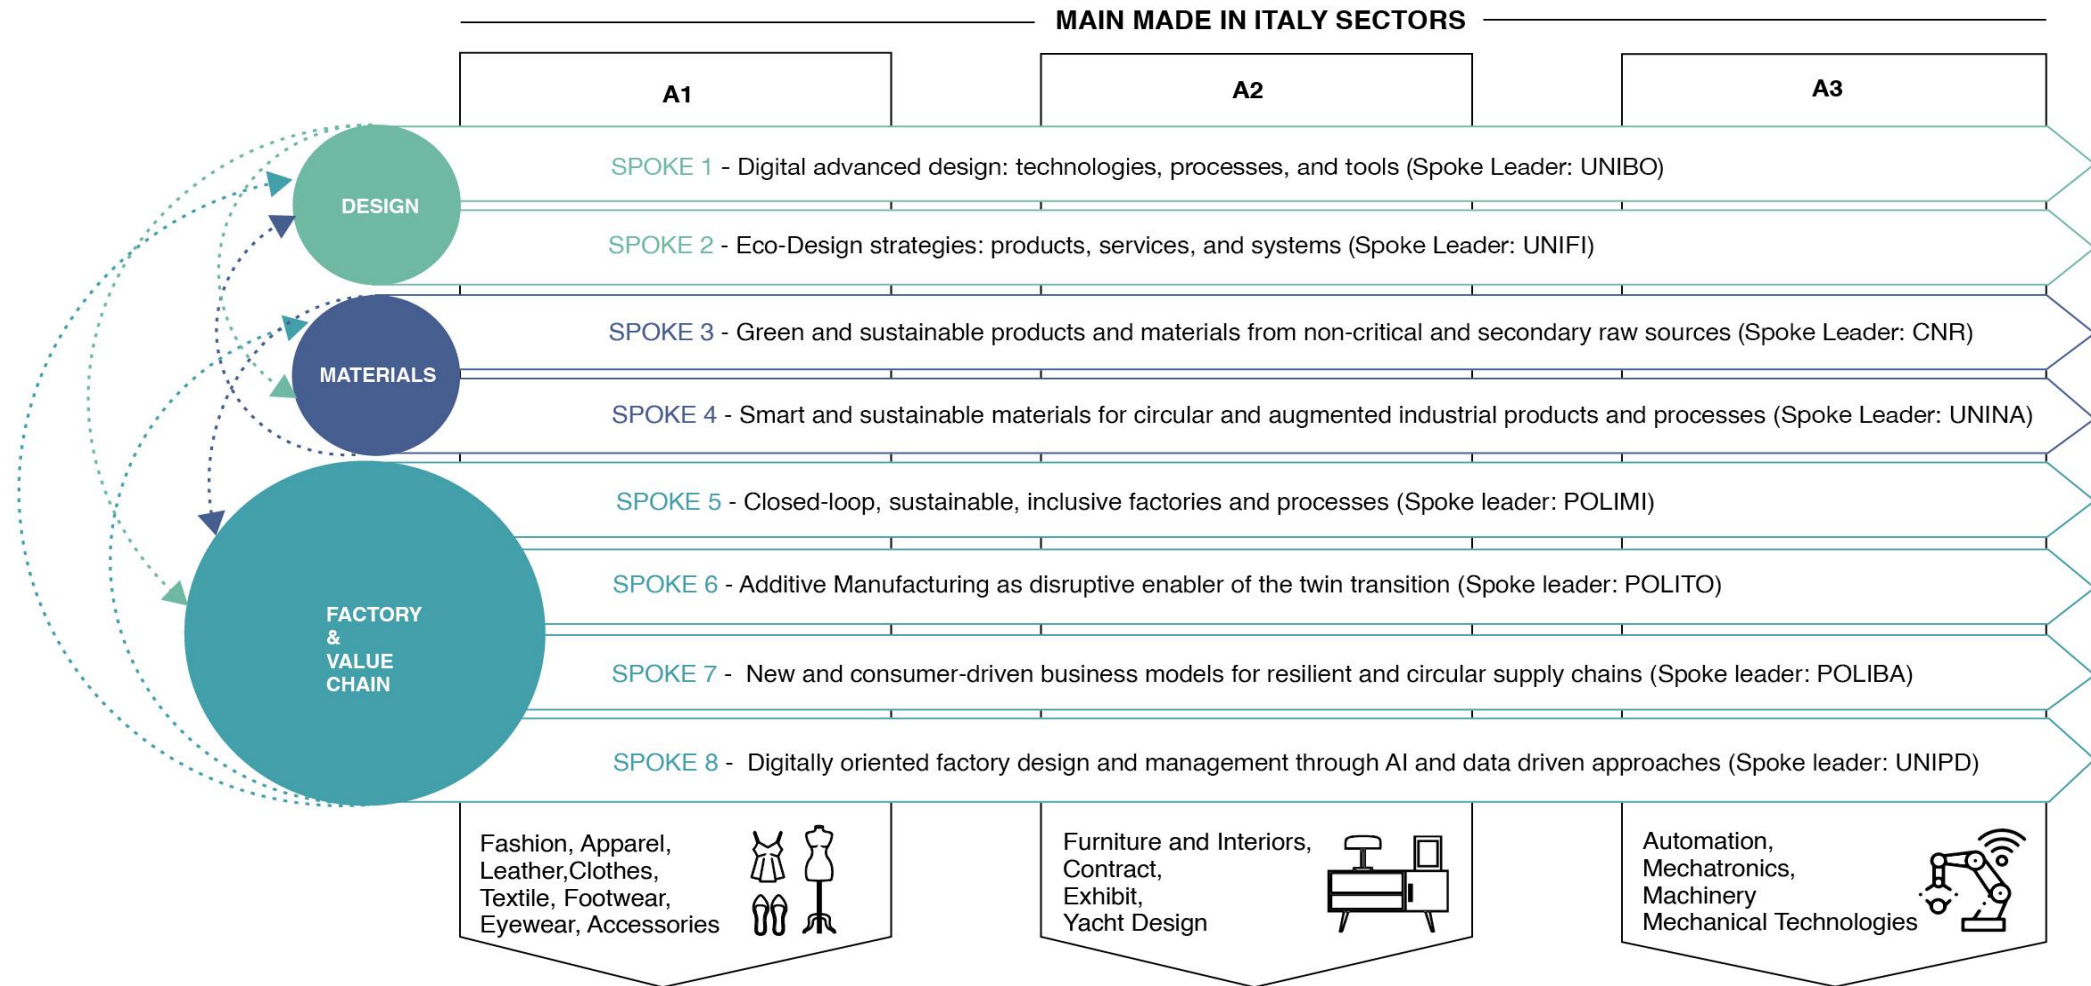 MAIN MADE IN ITALY SECTORS
A1
A2
A3
DESIGN
SPOKE 1 - Digital advanced design: technologies, processes, and tools (Spoke Leader: UNIBO)
SPOKE 2 - Eco-Design strategies: products, services, and systems (Spoke Leader: UNIFI)
MATERIALS
SPOKE 3 - Green and sustainable products and materials from non-critical and secondary raw sources (Spoke Leader: CNR)
SPOKE 4 - Smart and sustainable materials for circular and augmented industrial products and processes (Spoke Leader: UNINA)
FACTORY
&
VALUE
CHAIN
SPOKE 5 - Closed-loop, sustainable, inclusive factories and processes (Spoke leader: POLIMI)
SPOKE 6 - Additive Manufacturing as disruptive enabler of the twin transition (Spoke leader: POLITO)
SPOKE 7 - New and consumer-driven business models for resilient and circular supply chains (Spoke leader: POLIBA)
SPOKE 8 - Digitally oriented factory design and management through AI and data driven approaches (Spoke leader: UNIPD)
Fashion, Apparel,
Leather,Clothes,
Textile, Footwear,
Eyewear, Accessories
Furniture and Interiors,
Contract,
Exhibit,
Yacht Design
Automation,
Mechatronics,
Machinery
Mechanical Technologies